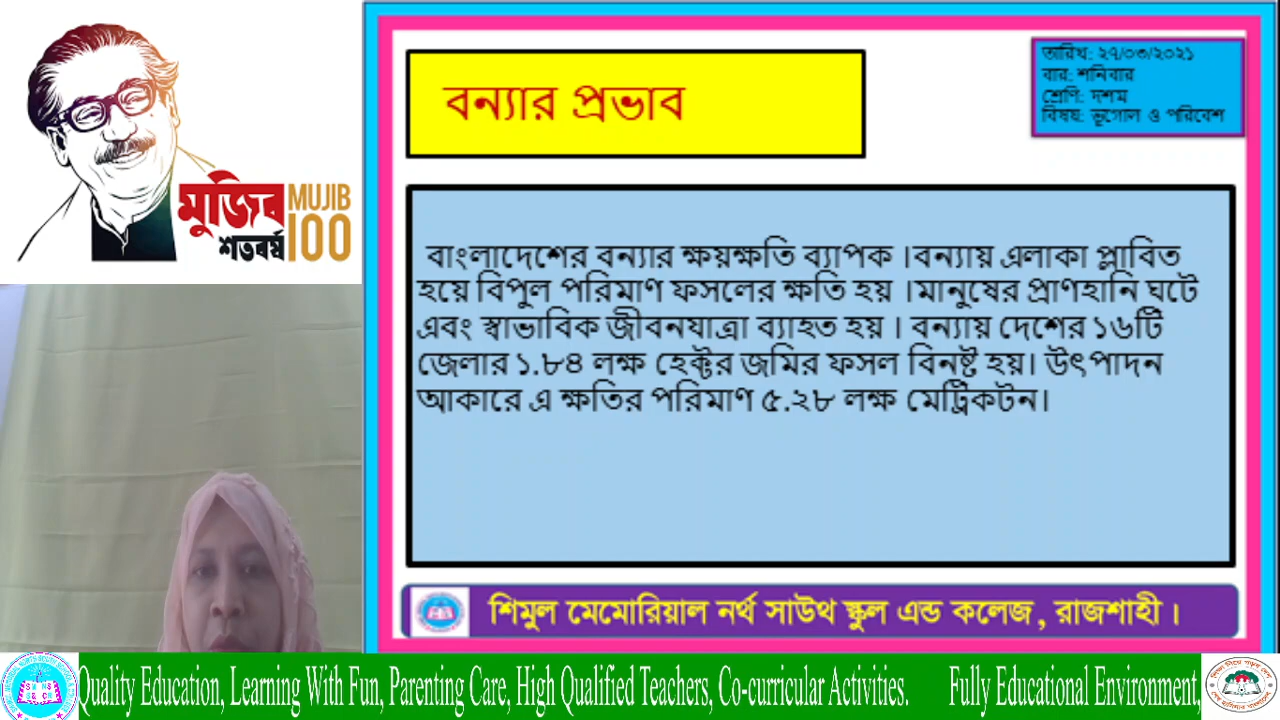 মুজিব
শতবর্ষ
MUJIB
100
বন্যার প্রভাব
তারিখ: ২৭/০৩/২০২১
বার: শনিবার
শ্রেণি: দশম
বিষয়: ভূগোল ও পরিবেশ
বাংলাদেশের বন্যার ক্ষয়ক্ষতি ব্যাপক ।বন্যায় এলাকা প্লাবিত
হয়ে বিপুল পরিমাণ ফসলের ক্ষতি হয় ।মানুষের প্রাণহানি ঘটে
এবং স্বাভাবিক জীবনযাত্রা ব্যাহত হয় । বন্যায় দেশের ১৬টি
জেলার ১.৮৪ লক্ষ হেক্টর জমির ফসল বিনষ্ট হয়। উৎপাদন
আকারে এ ক্ষতির পরিমাণ ৫.২৮ লক্ষ মেট্রিকটন।
শিমুল মেমোরিয়াল নর্থ সাউথ স্কুল এন্ড কলেজ, রাজশাহী ।
Quality Education, Learning With Fun, Parenting Care, High Qualified Teachers, Co-curricular Activities. Fully Educational Environment,